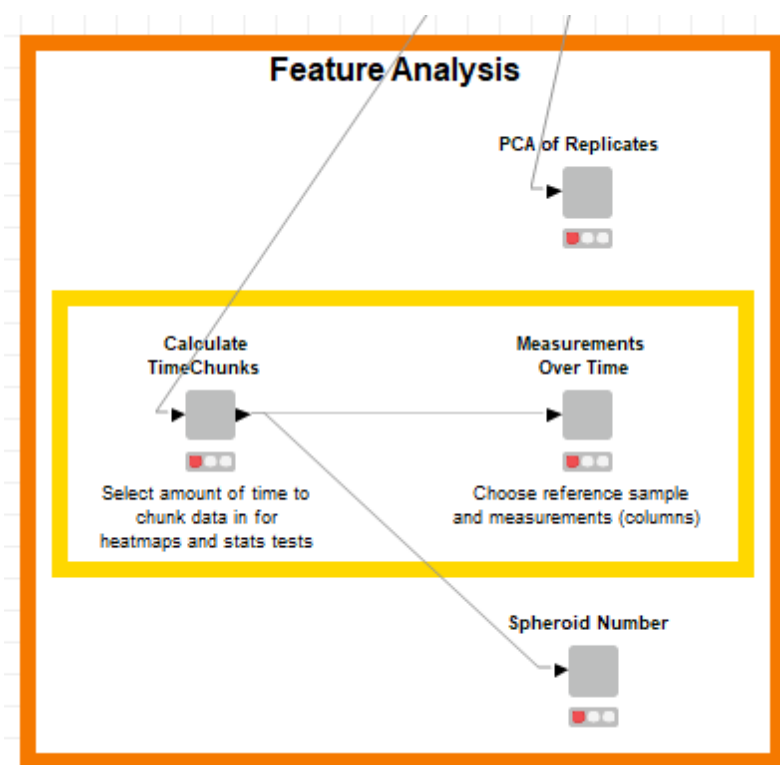 Feature Analysis
PCA of Replicates
Calculate
TimeChunks
Select amount of time to
chunk data in for
heatmaps and stats tests
Measurements
Over Time
Choose reference sample
and measurements (columns)
Spheroid Number